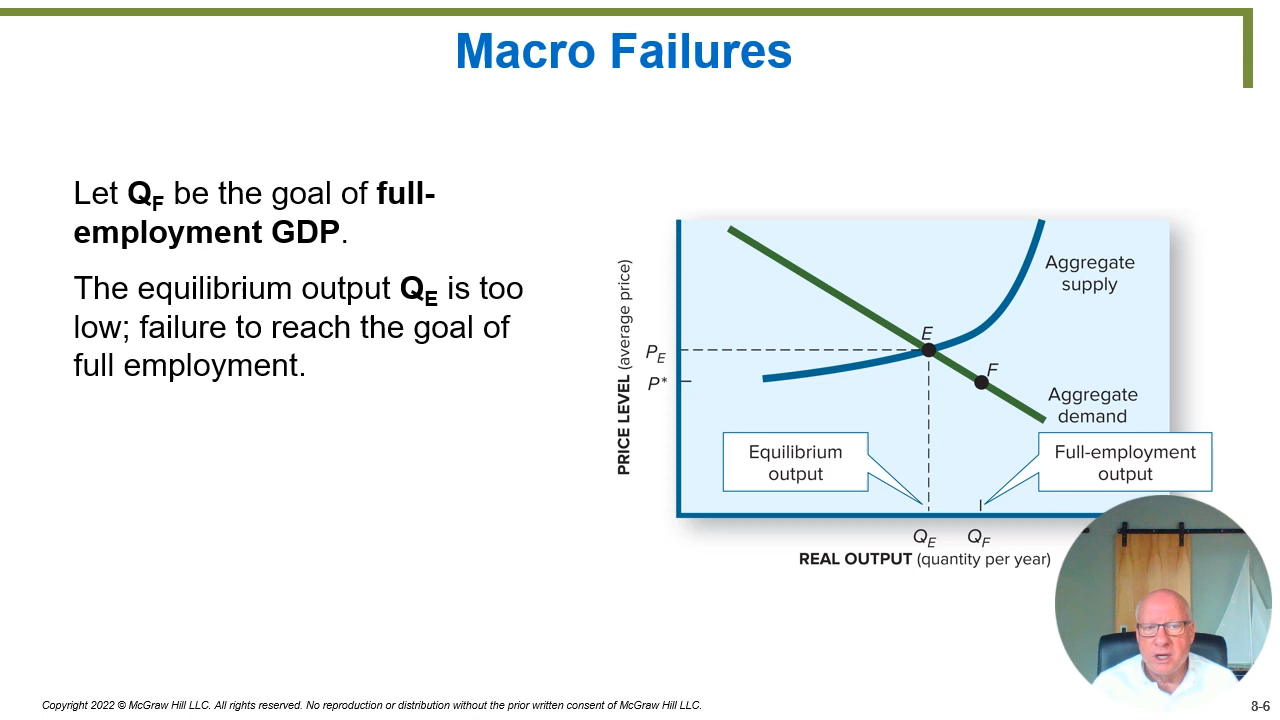 Macro Failures
Let QF be the goal of full-
employment GDP.
The equilibrium output QE is too
low; failure to reach the goal of
full employment.
PRICE LEVEL (average price)
PE
P*
E
F
Aggregate
supply
Aggregate
demand
Equilibrium
output
Full-employment
output
QE
QF
REAL OUTPUT (quantity per year)
Copyright 2022 © McGraw Hill LLC. All rights reserved. No reproduction or distribution without the prior written consent of McGraw Hill LLC.
8-6